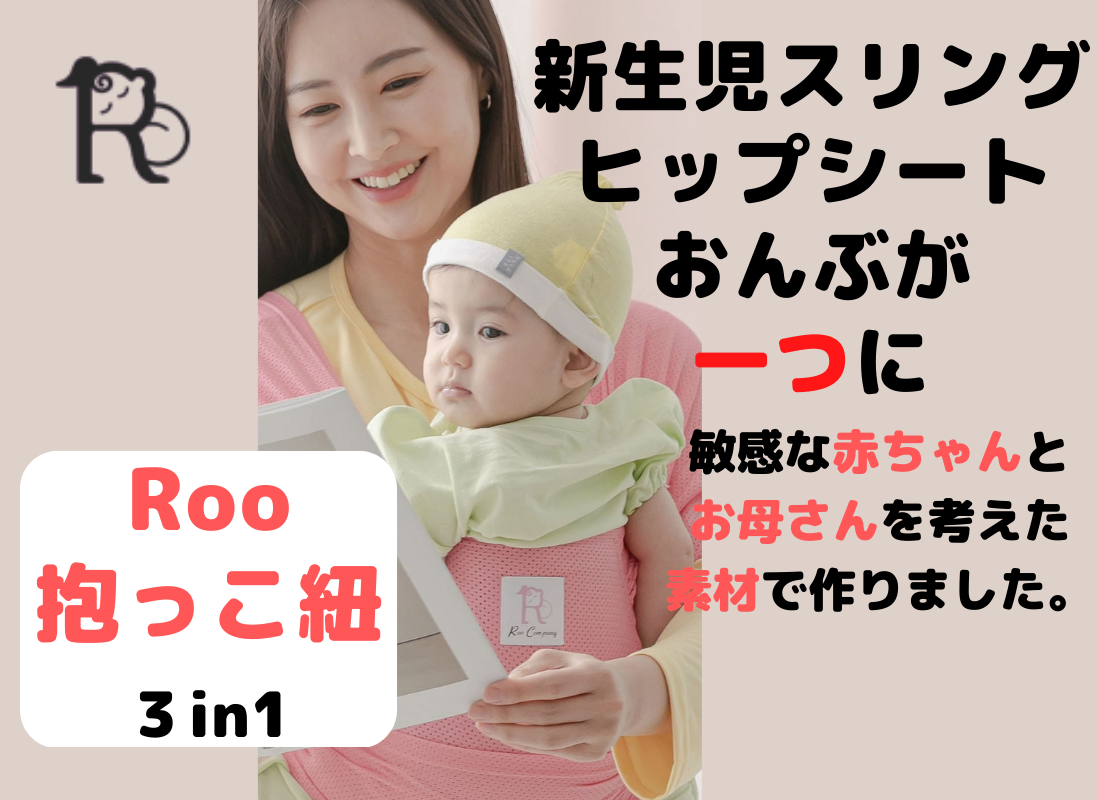 新生児スリング
ヒップシート
おんぶが
一つに
敏感な赤ちゃんと
お母さんを考えた
素材で作りました。
Roo
抱っこ紐
3 in1
Roo Company